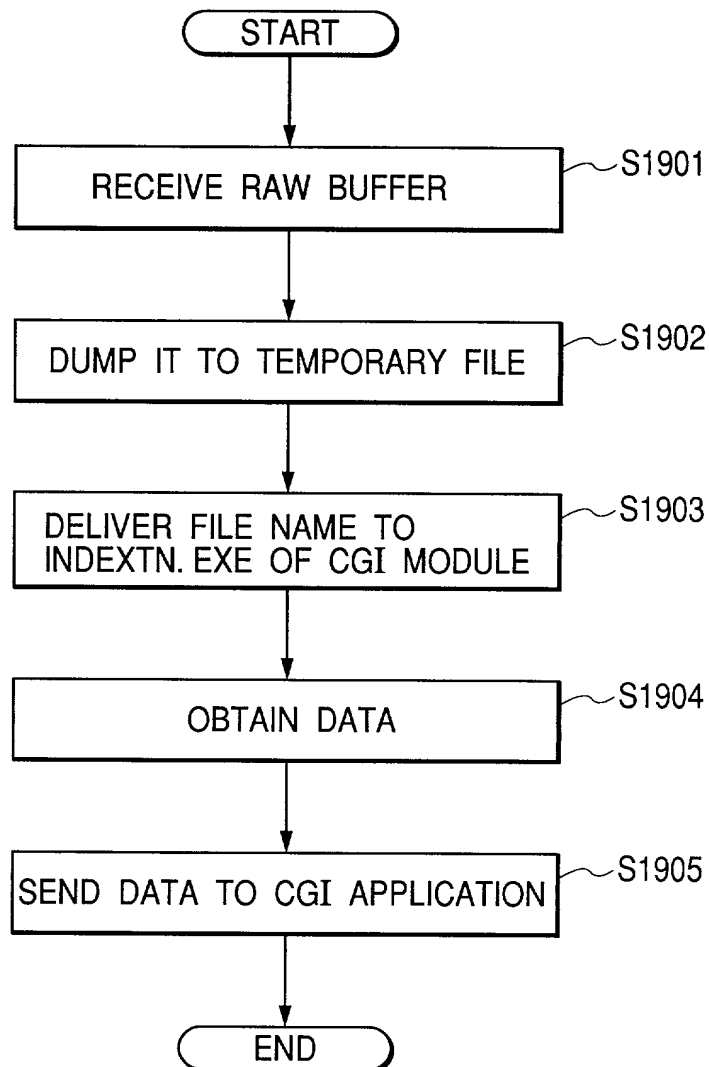 START
RECEIVE RAW BUFFER
S1901
DUMP IT TO TEMPORARY FILE
S1902
DELIVER FILE NAME TO
INDEXTN. EXE OF CGI MODULE
S1903
OBTAIN DATA
S1904
SEND DATA TO CGI APPLICATION
S1905
END